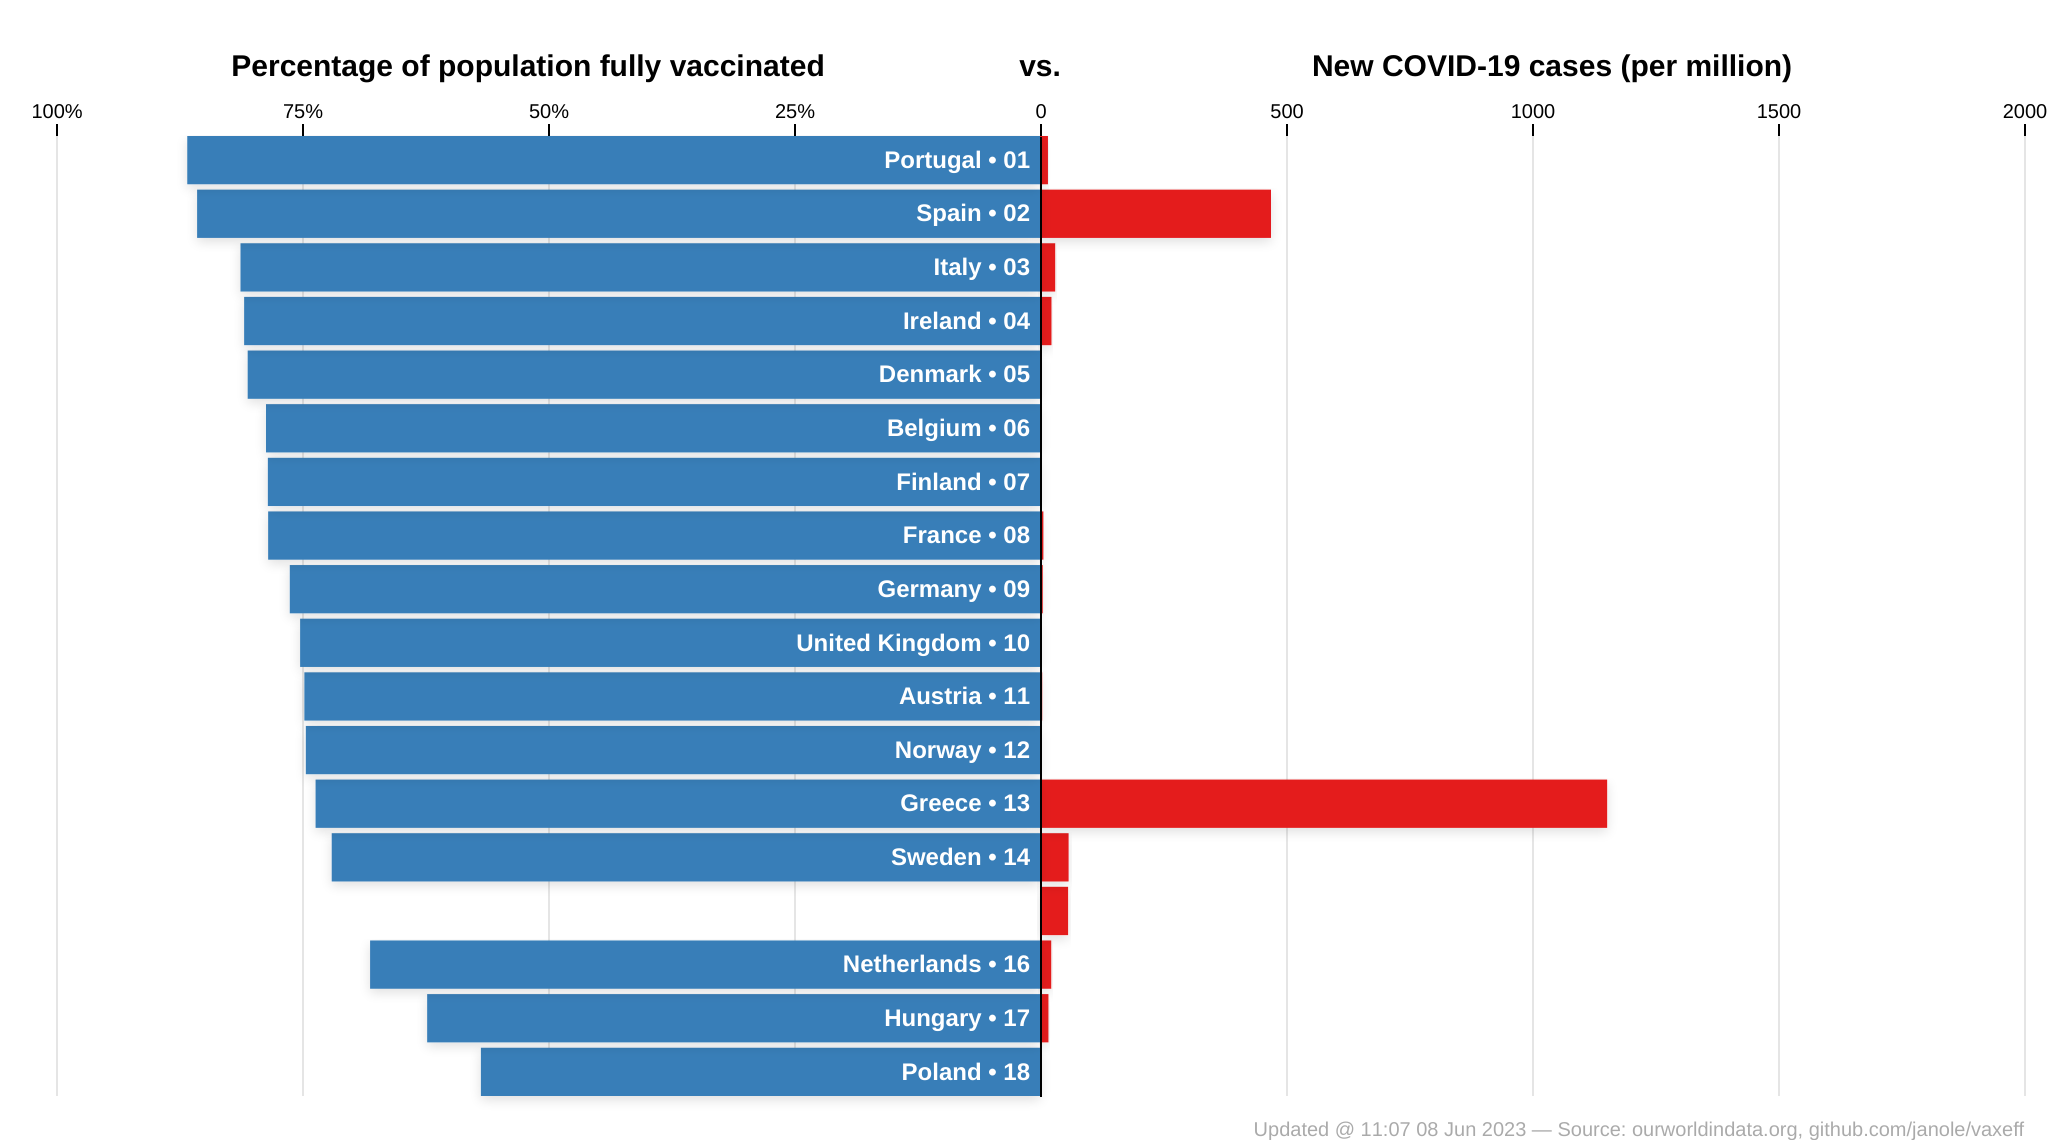 Percentage of population fully vaccinated vs. New COVID-19 cases (per million)
100% 75% 50% 25% 0 500 1000 1500 2000
Portugal • 01
Spain • 02
Italy • 03
Ireland • 04
Denmark • 05
Belgium • 06
Finland • 07
France • 08
Germany • 09
United Kingdom • 10
Austria • 11
Norway • 12
Greece • 13
Sweden • 14
Netherlands • 16
Hungary • 17
Poland • 18
Updated @ 11:07 08 Jun 2023 — Source: ourworldindata.org, github.com/janole/vaxeff